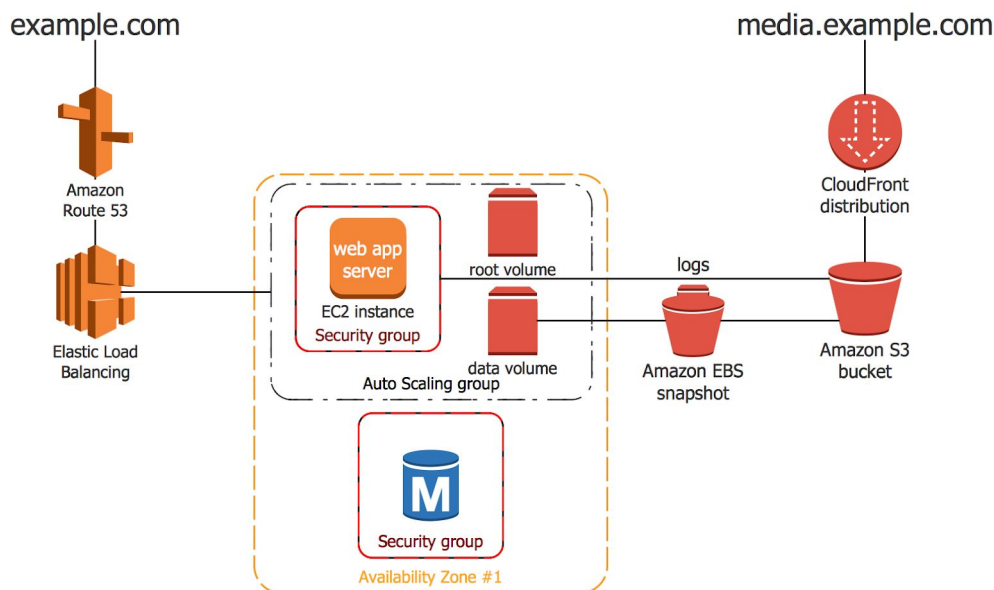 example.com
media.example.com
Amazon
Route 53
CloudFront
distribution
web app
server
EC2 instance
Security group
root volume
data volume
Auto Scaling group
logs
Elastic Load
Balancing
Amazon EBS
snapshot
Amazon S3
bucket
M
Security group
Availability Zone #1